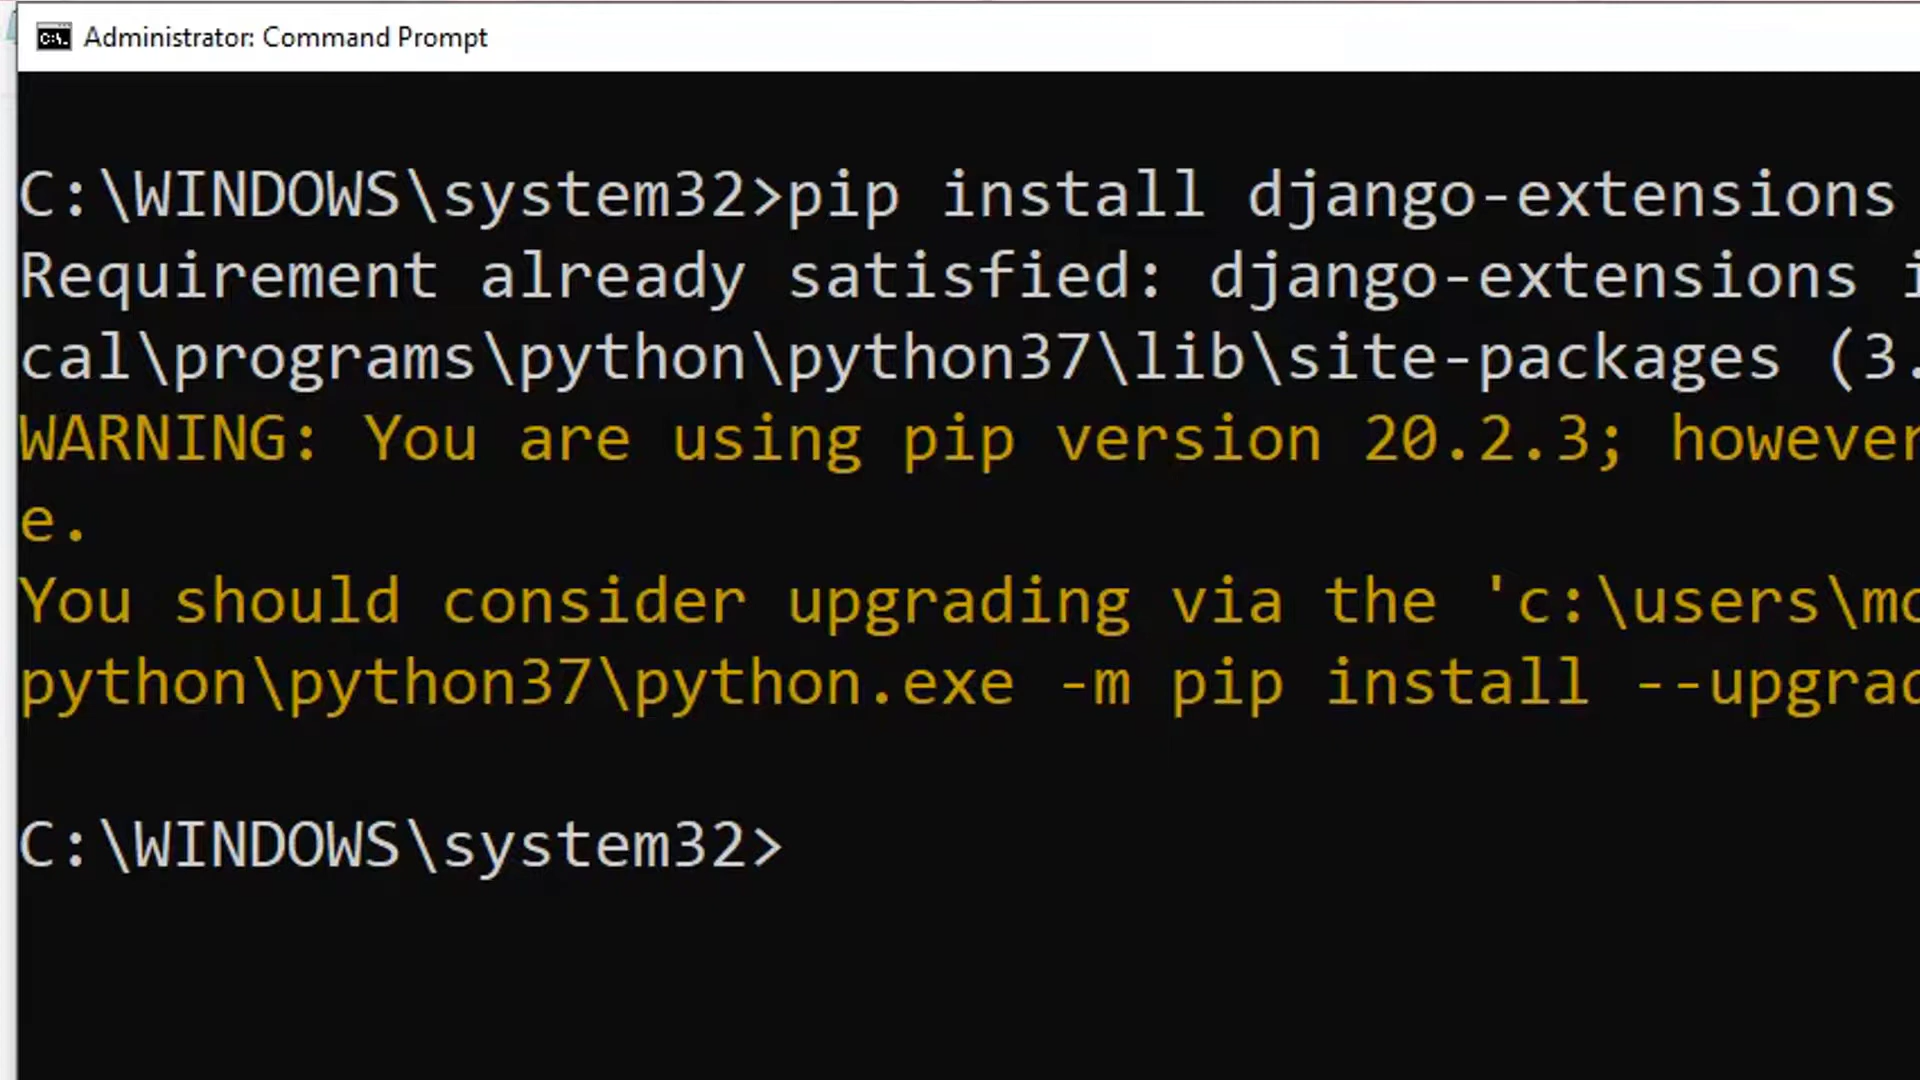 Administrator: Command Prompt
C:\WINDOWS\system32>pip install django-extensions
Requirement already satisfied: django-extensions i
cal\programs\python\python37\lib\site-packages (3.
WARNING: You are using pip version 20.2.3; however
e.
You should consider upgrading via the 'c:\users\mo
python\python37\python.exe -m pip install --upgrad
C:\WINDOWS\system32>